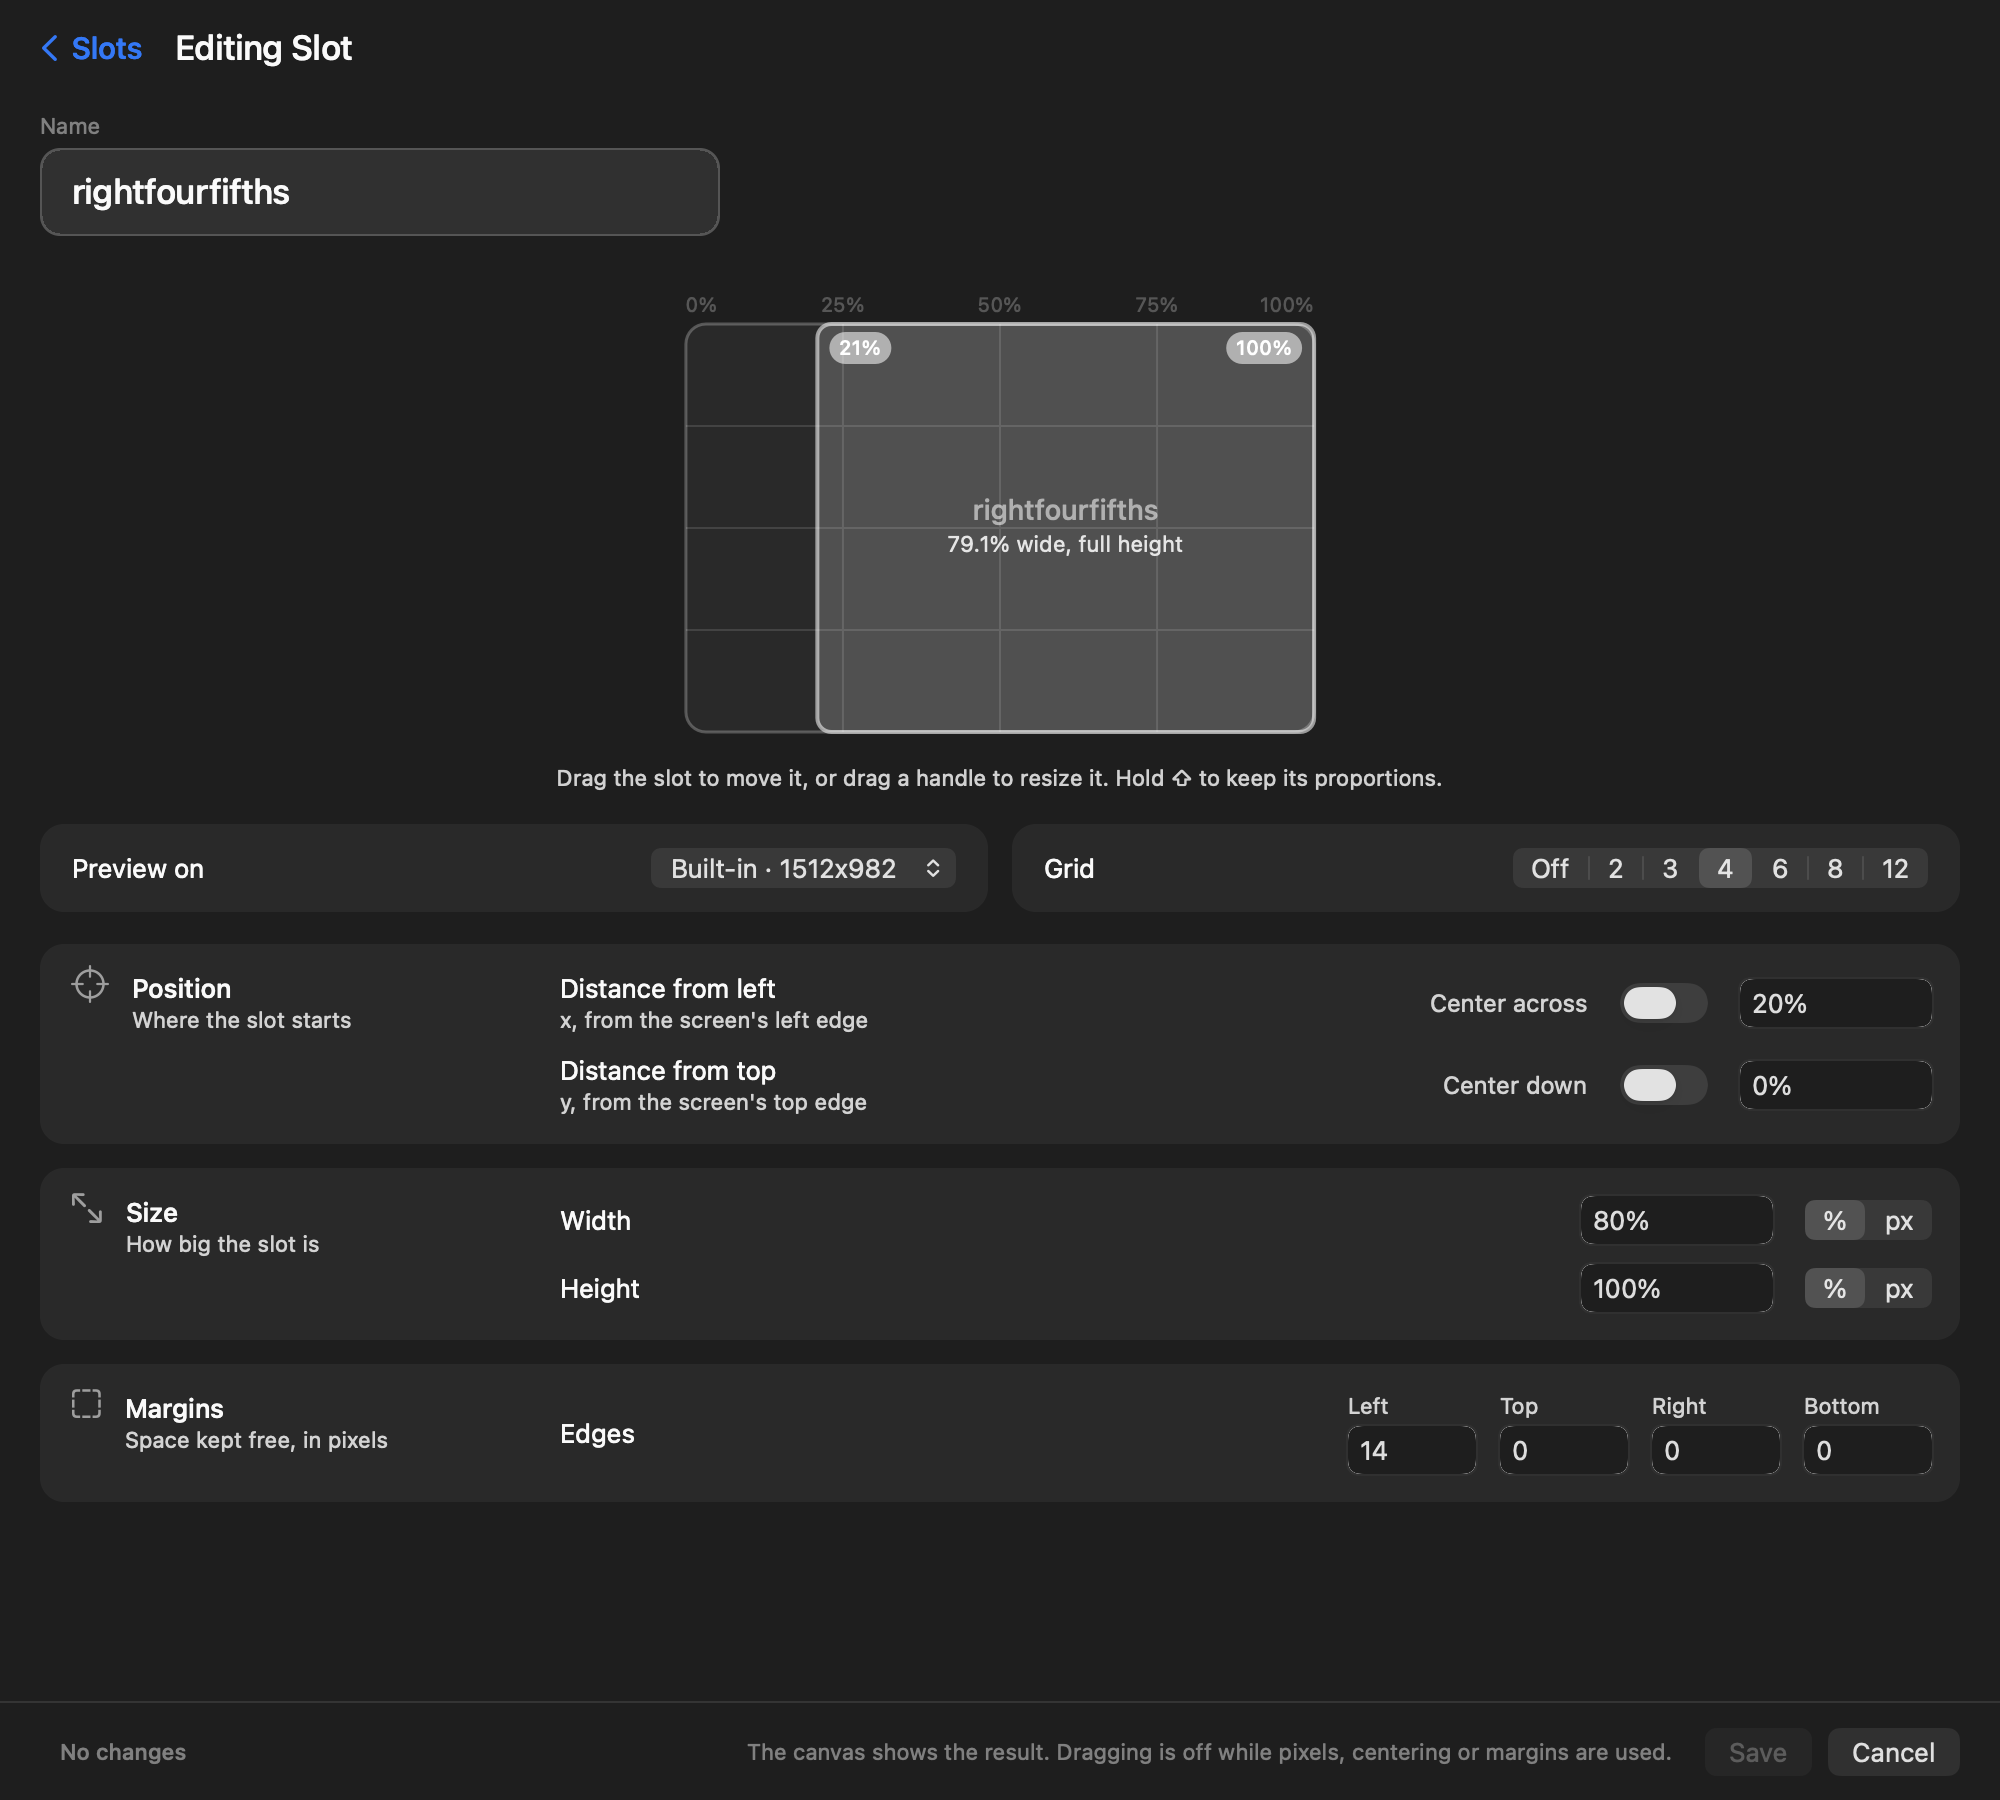 Slots Editing Slot
Name
rightfourfifths
0% 25% 50% 75% 100%
21% 100%
rightfourfifths
79.1% wide, full height
Drag the slot to move it, or drag a handle to resize it. Hold ⇧ to keep its proportions.
Preview on Built-in · 1512x982 Grid Off 2 3 4 6 8 12
Position Distance from left Center across 20%
Where the slot starts x, from the screen's left edge
Distance from top Center down 0%
y, from the screen's top edge
Size Width 80% % px
How big the slot is
Height 100% % px
Left Top Right Bottom
Margins Edges 14 0 0 0
Space kept free, in pixels
No changes The canvas shows the result. Dragging is off while pixels, centering or margins are used. Save Cancel